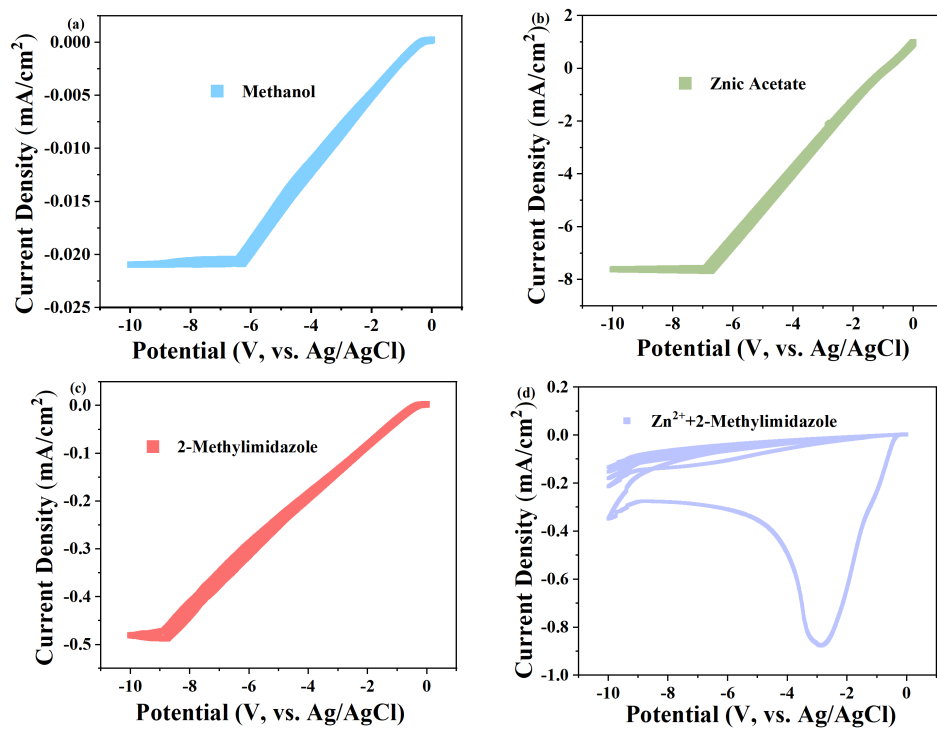 (a)
0.000
-0.005
-0.010
-0.015
-0.020
-0.025
Methanol
-10 -8 -6 -4 -2 0
Potential (V, vs. Ag/AgCl)
Current Density (mA/cm²)
(b)
2
0
-2
-4
-6
-8
Znic Acetate
-10 -8 -6 -4 -2 0
Potential (V, vs. Ag/AgCl)
Current Density (mA/cm²)
(c)
0.0
-0.1
-0.2
-0.3
-0.4
-0.5
2-Methylimidazole
-10 -8 -6 -4 -2 0
Potential (V, vs. Ag/AgCl)
Current Density (mA/cm²)
(d)
0.2
0.0
-0.2
-0.4
-0.6
-0.8
-1.0
Zn²⁺+2-Methylimidazole
-10 -8 -6 -4 -2 0
Potential (V, vs. Ag/AgCl)
Current Density (mA/cm²)